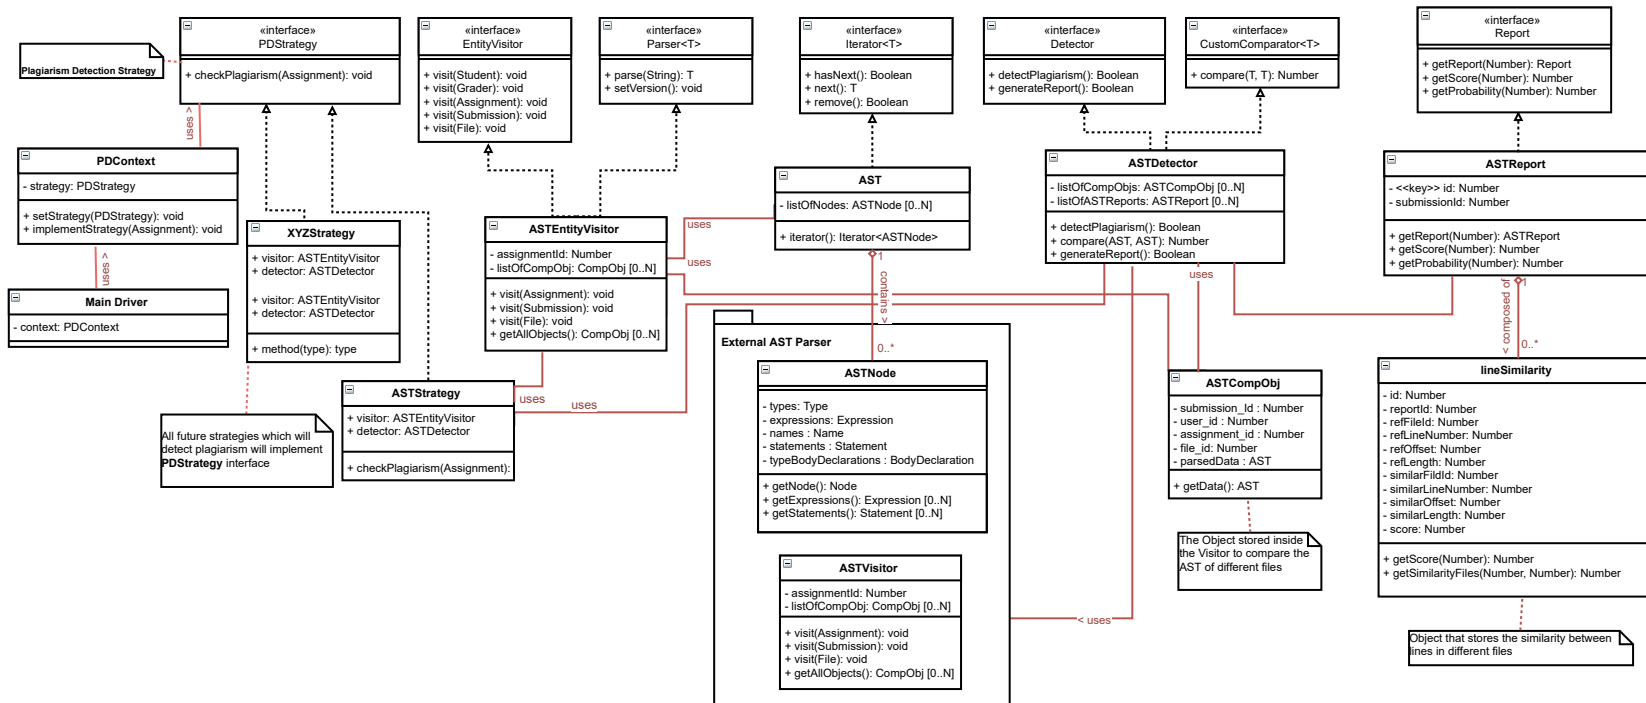 «interface»
PDStrategy
+ checkPlagiarism(Assignment): void
Plagiarism Detection Strategy
«interface»
EntityVisitor
+ visit(Student): void
+ visit(Grader): void
+ visit(Assignment): void
+ visit(Submission): void
+ visit(File): void
«interface»
Parser<T>
+ parse(String): T
+ setVersion(): void
«interface»
Iterator<T>
+ hasNext(): Boolean
+ next(): T
+ remove(): Boolean
«interface»
Detector
+ detectPlagiarism(): Boolean
+ generateReport(): Boolean
«interface»
CustomComparator<T>
+ compare(T, T): Number
«interface»
Report
+ getReport(Number): Report
+ getScore(Number): Number
+ getProbability(Number): Number
uses >
PDContext
- strategy: PDStrategy
+ setStrategy(PDStrategy): void
+ implementStrategy(Assignment): void
uses >
Main Driver
- context: PDContext
XYZStrategy
+ visitor: ASTEntityVisitor
+ detector: ASTDetector
+ visitor: ASTEntityVisitor
+ detector: ASTDetector
+ method(type): type
All future strategies which will
detect plagiarism will implement
PDStrategy interface
ASTEntityVisitor
- assignmentId: Number
- listOfCompObj: CompObj [0..N]
+ visit(Assignment): void
+ visit(Submission): void
+ visit(File): void
+ getAllObjects(): CompObj [0..N]
ASTStrategy
+ visitor: ASTEntityVisitor
+ detector: ASTDetector
+ checkPlagiarism(Assignment):
uses
uses
uses
uses
AST
- listOfNodes: ASTNode [0..N]
+ iterator(): Iterator<ASTNode>
1
contains >
0..*
External AST Parser
ASTNode
- types: Type
- expressions: Expression
- names : Name
- statements : Statement
- typeBodyDeclarations : BodyDeclaration
+ getNode(): Node
+ getExpressions(): Expression [0..N]
+ getStatements(): Statement [0..N]
ASTVisitor
- assignmentId: Number
- listOfCompObj: CompObj [0..N]
+ visit(Assignment): void
+ visit(Submission): void
+ visit(File): void
+ getAllObjects(): CompObj [0..N]
ASTDetector
- listOfCompObjs: ASTCompObj [0..N]
- listofASTReports: ASTReport [0..N]
+ detectPlagiarism(): Boolean
+ compare(AST, AST): Number
+ generateReport(): Boolean
uses
< uses
ASTCompObj
- submission_Id : Number
- user_id : Number
- assignment_id : Number
- file_id: Number
- parsedData : AST
+ getData(): AST
The Object stored inside
the Visitor to compare the
AST of different files
ASTReport
- <<key>> id: Number
- submissionId: Number
+ getReport(Number): ASTReport
+ getScore(Number): Number
+ getProbability(Number): Number
1
< composed of
0..*
lineSimilarity
- id: Number
- reportId: Number
- refFileId: Number
- refLineNumber: Number
- refOffset: Number
- refLength: Number
- similarFildId: Number
- similarLineNumber: Number
- similarOffset: Number
- similarLength: Number
- score: Number
+ getScore(Number): Number
+ getSimilarityFiles(Number, Number): Number
Object that stores the similarity between
lines in different files